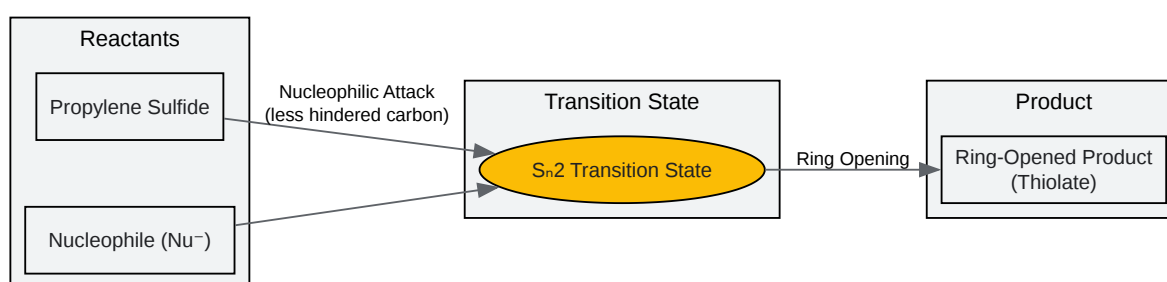 Reactants
Propylene Sulfide
Nucleophile (Nu⁻)
Nucleophilic Attack
(less hindered carbon)
Transition State
Sₙ2 Transition State
Ring Opening
Product
Ring-Opened Product
(Thiolate)